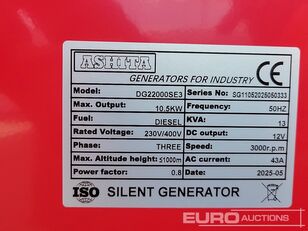 ASHITA
GENERATORS FOR INDUSTRY CE
Model: DG22000SE3 Series No: SG11052025050333
Max. Output: 10.5KW Frequency: 50HZ
Fuel: DIESEL KVA: 13
Rated Voltage: 230V/400V DC output: 12V
Phase: THREE Speed: 3000r.p.m
Max. Altitude height: ≤1000m AC current: 43A
Power factor: 0.8 Date: 2025-05
ISO SILENT GENERATOR
EUROAUCTIONS